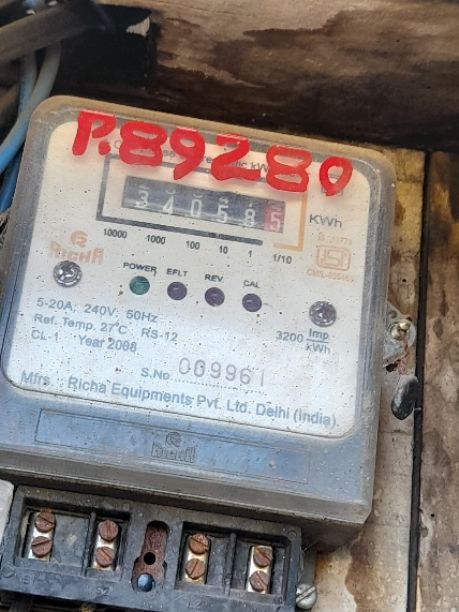 P.89280
340585
KWh
10000 1000 100 10 1 1/10
RICHA
POWER EFLT REV CAL
5-20A, 240V, 50Hz
Ref. Temp. 27°C RS-12
CL-1 Year 2008
3200 Imp
kWh
S.No. 009961
Mfrs. : Richa Equipments Pvt. Ltd. Delhi (India).
RICHA